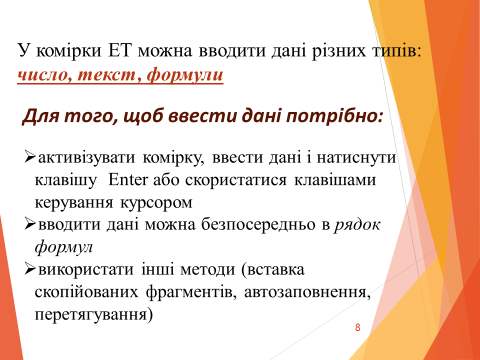 У комірки ЕТ можна вводити дані різних типів:
число, текст, формули
Для того, щоб ввести дані потрібно:
➢активізувати комірку, ввести дані і натиснути
клавішу Enter або скористатися клавішами
керування курсором
➢вводити дані можна безпосередньо в рядок
формул
➢використати інші методи (вставка
скопійованих фрагментів, автозаповнення,
перетягування)
8